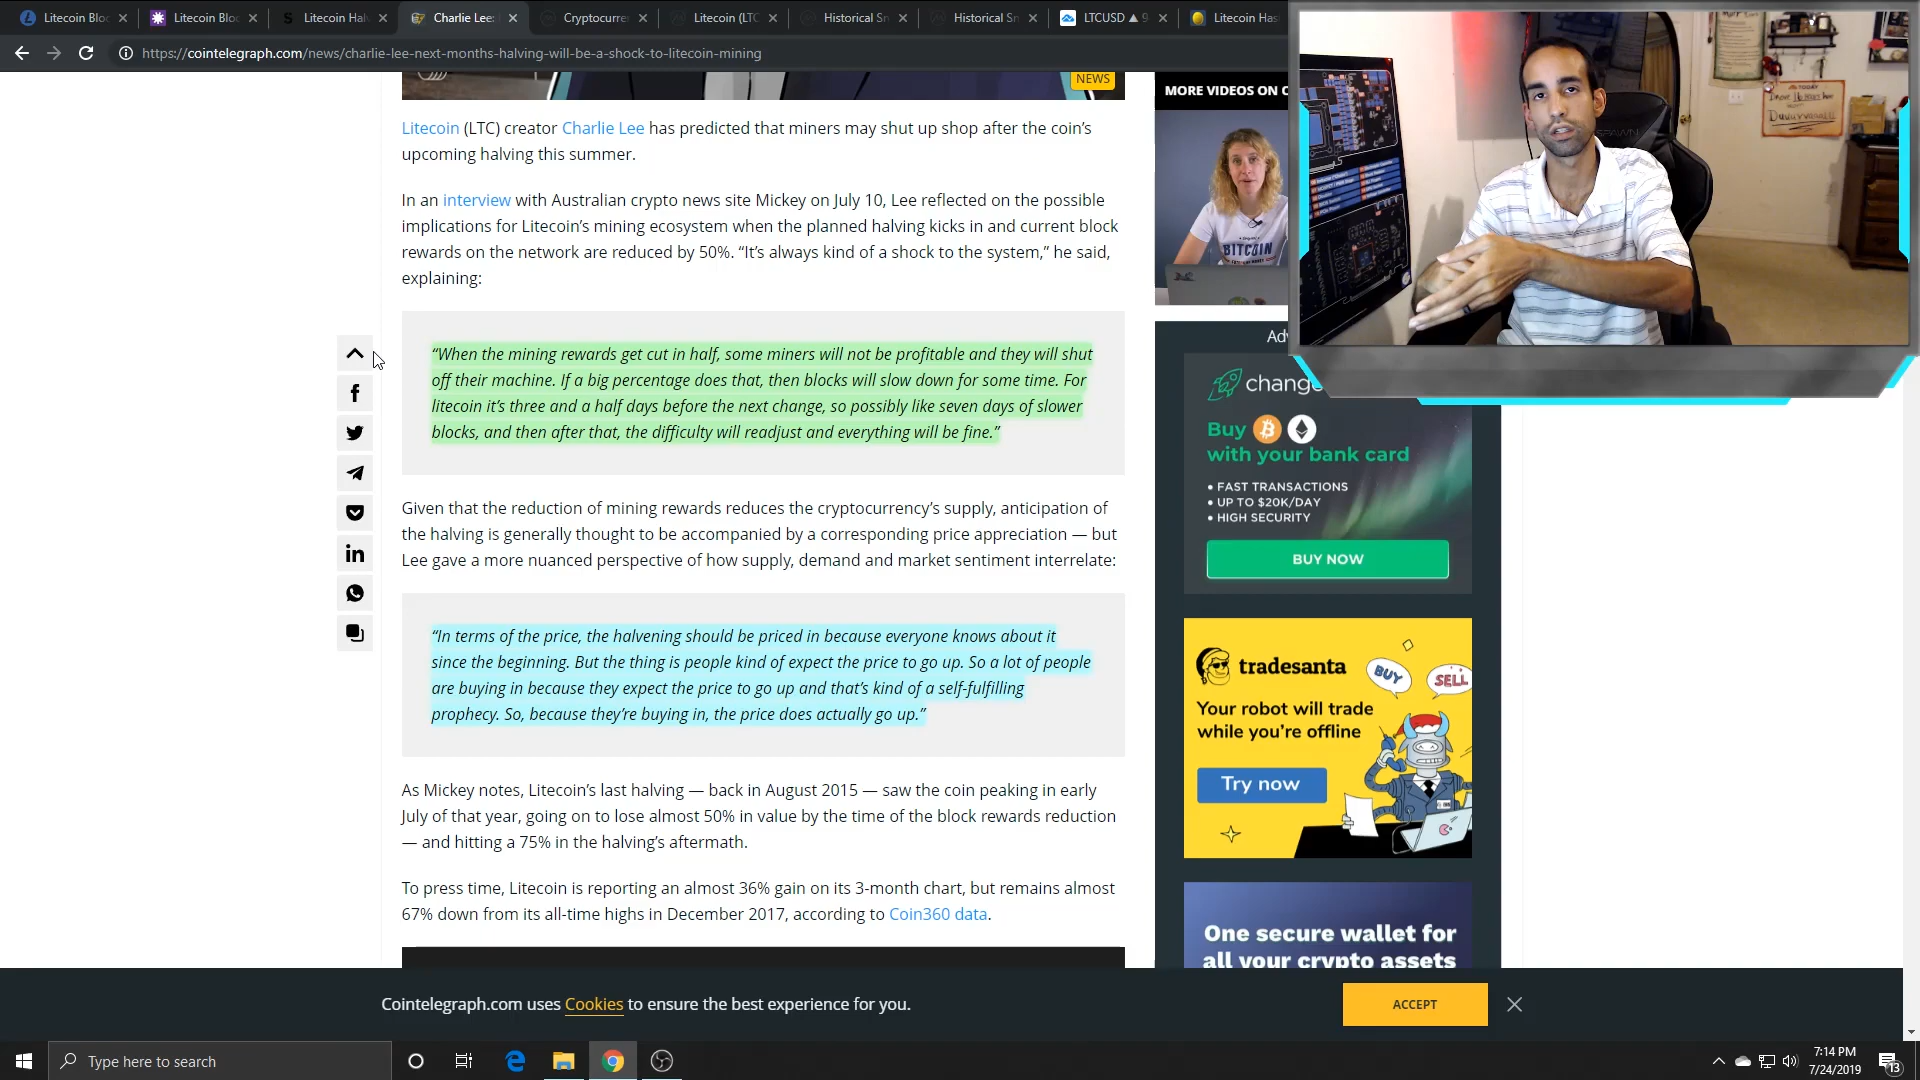 Litecoin Bloc
Litecoin Bloc
Litecoin Hal
Charlie Lee:
Cryptocurre
Litecoin (LTC
Historical Sn
Historical Sn
LTCUSD ▲ 9
Litecoin Has
https://cointelegraph.com/news/charlie-lee-next-months-halving-will-be-a-shock-to-litecoin-mining
NEWS
Litecoin (LTC) creator Charlie Lee has predicted that miners may shut up shop after the coin’s
upcoming halving this summer.
In an interview with Australian crypto news site Mickey on July 10, Lee reflected on the possible
implications for Litecoin’s mining ecosystem when the planned halving kicks in and current block
rewards on the network are reduced by 50%. “It’s always kind of a shock to the system,” he said,
explaining:
“When the mining rewards get cut in half, some miners will not be profitable and they will shut
off their machine. If a big percentage does that, then blocks will slow down for some time. For
litecoin it’s three and a half days before the next change, so possibly like seven days of slower
blocks, and then after that, the difficulty will readjust and everything will be fine.”
Given that the reduction of mining rewards reduces the cryptocurrency’s supply, anticipation of
the halving is generally thought to be accompanied by a corresponding price appreciation — but
Lee gave a more nuanced perspective of how supply, demand and market sentiment interrelate:
“In terms of the price, the halvening should be priced in because everyone knows about it
since the beginning. But the thing is people kind of expect the price to go up. So a lot of people
are buying in because they expect the price to go up and that’s kind of a self-fulfilling
prophecy. So, because they’re buying in, the price does actually go up.”
As Mickey notes, Litecoin’s last halving — back in August 2015 — saw the coin peaking in early
July of that year, going on to lose almost 50% in value by the time of the block rewards reduction
— and hitting a 75% in the halving’s aftermath.
To press time, Litecoin is reporting an almost 36% gain on its 3-month chart, but remains almost
67% down from its all-time highs in December 2017, according to Coin360 data.
MORE VIDEOS ON C
BITCOIN
SPAWN
Adv
change
Buy
with your bank card
• FAST TRANSACTIONS
• UP TO $20K/DAY
• HIGH SECURITY
BUY NOW
tradesanta
BUY
SELL
Your robot will trade
while you’re offline
Try now
One secure wallet for
all your crypto assets
Cointelegraph.com uses Cookies to ensure the best experience for you.
ACCEPT
Type here to search
7:14 PM
7/24/2019
13